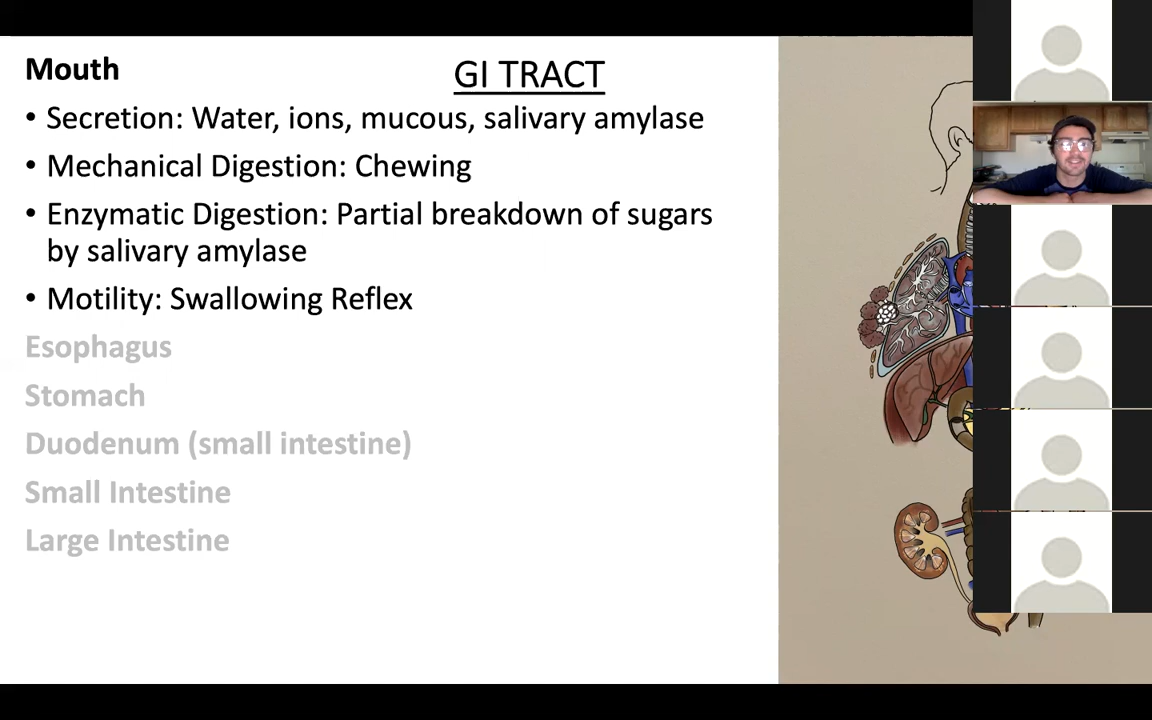 Mouth
GI TRACT
• Secretion: Water, ions, mucous, salivary amylase
• Mechanical Digestion: Chewing
• Enzymatic Digestion: Partial breakdown of sugars
by salivary amylase
• Motility: Swallowing Reflex
Esophagus
Stomach
Duodenum (small intestine)
Small Intestine
Large Intestine